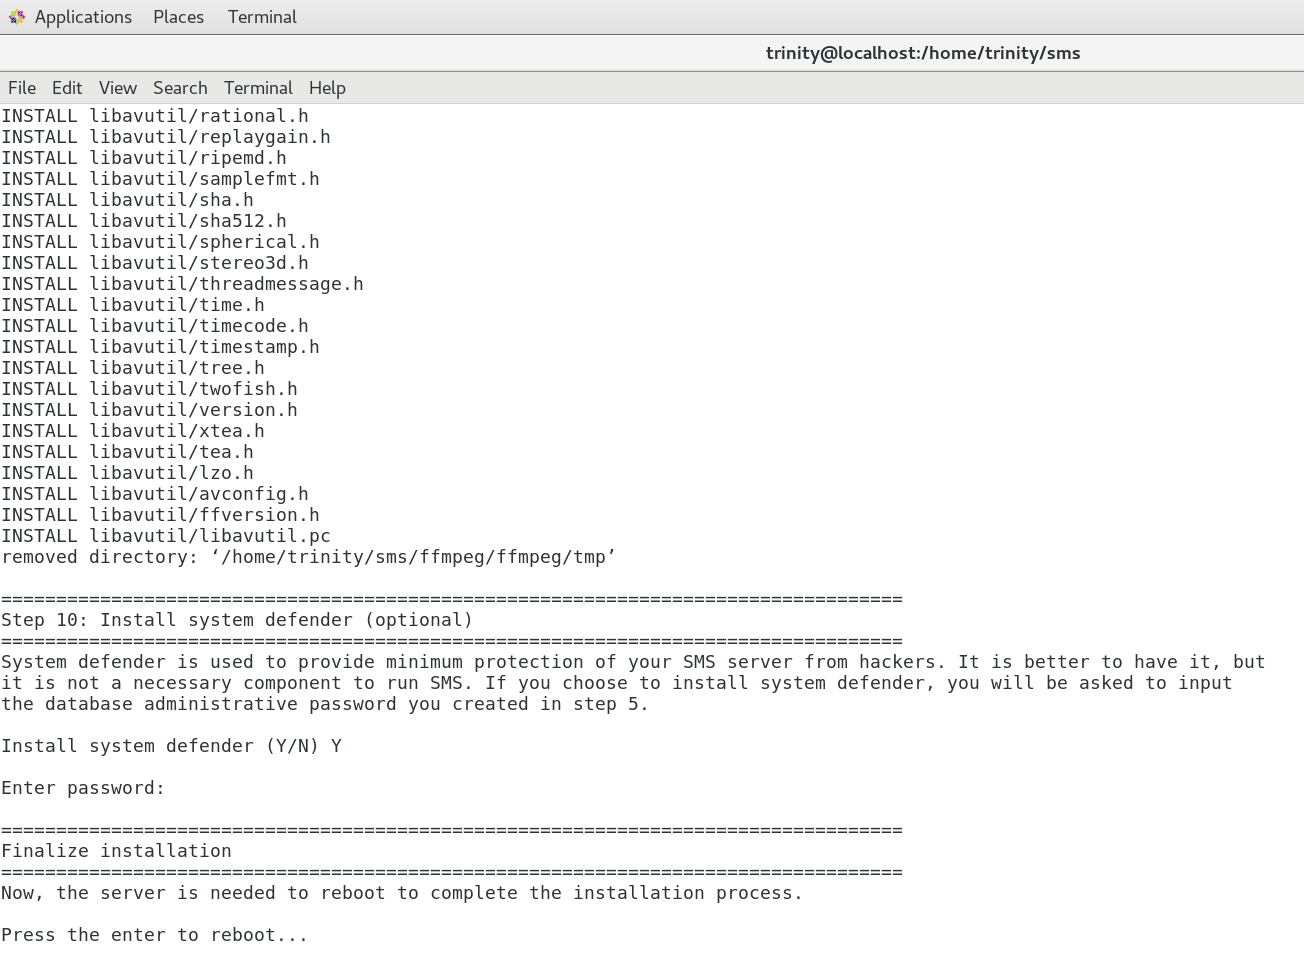 Applications Places Terminal
trinity@localhost:/home/trinity/sms
File Edit View Search Terminal Help
INSTALL libavutil/rational.h
INSTALL libavutil/replaygain.h
INSTALL libavutil/ripemd.h
INSTALL libavutil/samplefmt.h
INSTALL libavutil/sha.h
INSTALL libavutil/sha512.h
INSTALL libavutil/spherical.h
INSTALL libavutil/stereo3d.h
INSTALL libavutil/threadmessage.h
INSTALL libavutil/time.h
INSTALL libavutil/timecode.h
INSTALL libavutil/timestamp.h
INSTALL libavutil/tree.h
INSTALL libavutil/twofish.h
INSTALL libavutil/version.h
INSTALL libavutil/xtea.h
INSTALL libavutil/tea.h
INSTALL libavutil/lzo.h
INSTALL libavutil/avconfig.h
INSTALL libavutil/ffversion.h
INSTALL libavutil/libavutil.pc
removed directory: ‘/home/trinity/sms/ffmpeg/ffmpeg/tmp’
==================================================================================
Step 10: Install system defender (optional)
==================================================================================
System defender is used to provide minimum protection of your SMS server from hackers. It is better to have it, but
it is not a necessary component to run SMS. If you choose to install system defender, you will be asked to input
the database administrative password you created in step 5.
Install system defender (Y/N) Y
Enter password:
==================================================================================
Finalize installation
==================================================================================
Now, the server is needed to reboot to complete the installation process.
Press the enter to reboot...